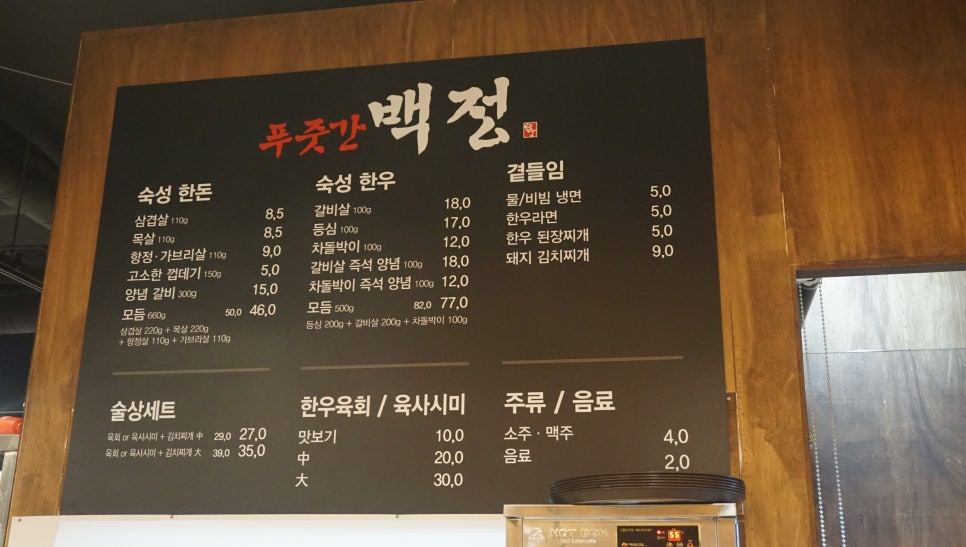 푸줏간 백정
숙성 한돈
삼겹살 110g 8,5
목살 110g 8,5
항정·가브리살 110g 9,0
고소한 껍데기 150g 5,0
양념 갈비 300g 15,0
모듬 660g 50,0 46,0
삼겹살 220g + 목살 220g
+ 항정살 110g + 가브리살 110g
숙성 한우
갈비살 100g 18,0
등심 100g 17,0
차돌박이 100g 12,0
갈비살 즉석 양념 100g 18,0
차돌박이 즉석 양념 100g 12,0
모듬 500g 82,0 77,0
등심 200g + 갈비살 200g + 차돌박이 100g
곁들임
물/비빔 냉면 5,0
한우라면 5,0
한우 된장찌개 5,0
돼지 김치찌개 9,0
술상세트
육회 or 육사시미 + 김치찌개 中 29,0 27,0
육회 or 육사시미 + 김치찌개 大 39,0 35,0
한우육회 / 육사시미
맛보기 10,0
中 20,0
大 30,0
주류 / 음료
소주 · 맥주 4,0
음료 2,0